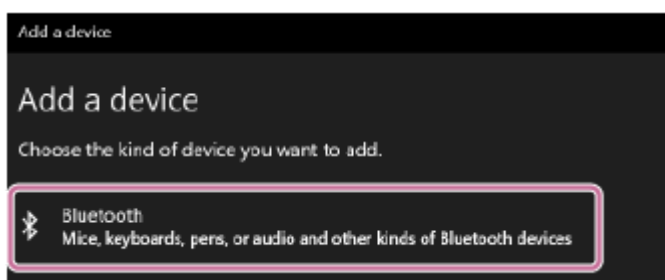 Add a device
Add a device
Choose the kind of device you want to add.
Bluetooth
Mice, keyboards, pens, or audio and other kinds of Bluetooth devices